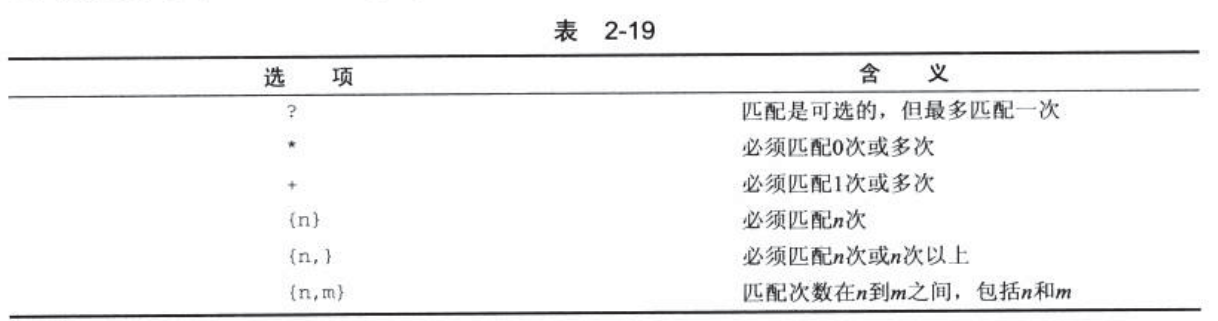 表 2-19
选 项 含 义
? 匹配是可选的，但最多匹配一次
* 必须匹配0次或多次
+ 必须匹配1次或多次
{n} 必须匹配n次
{n,} 必须匹配n次或n次以上
{n,m} 匹配次数在n到m之间，包括n和m